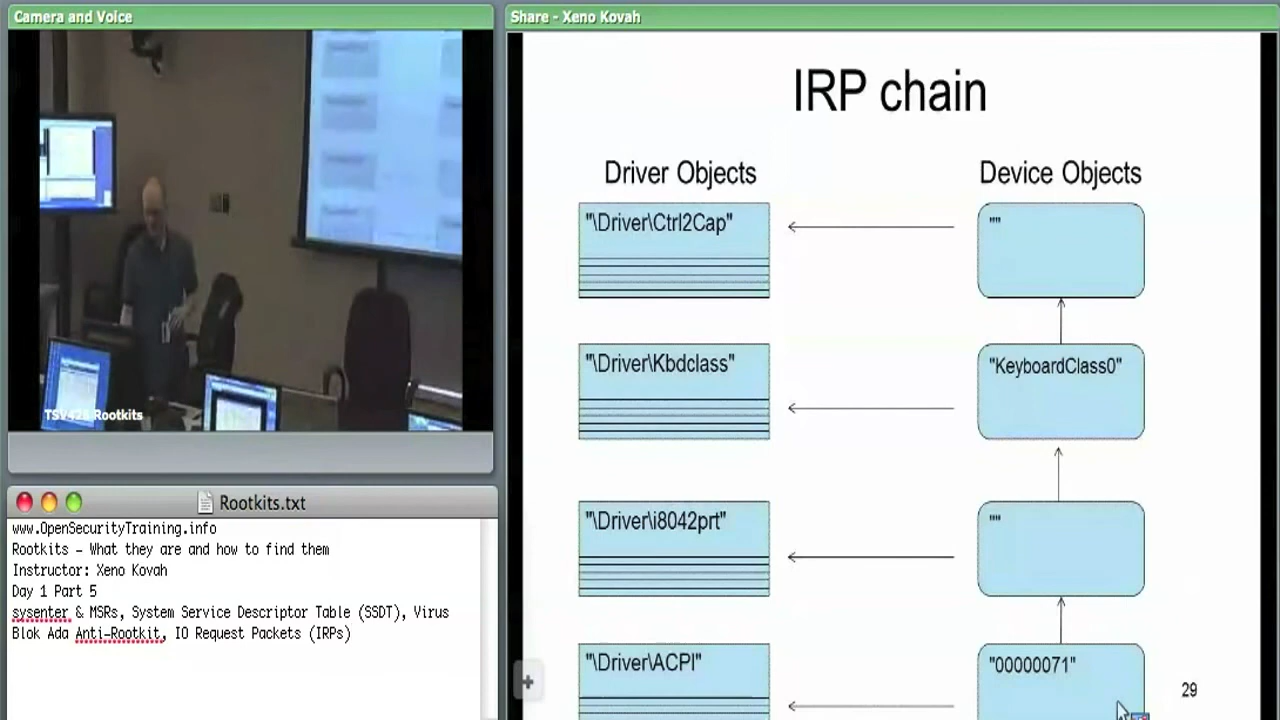 Camera and Voice
TSV428 Rootkits
Rootkits.txt
www.OpenSecurityTraining.info
Rootkits - What they are and how to find them
Instructor: Xeno Kovah
Day 1 Part 5
sysenter & MSRs, System Service Descriptor Table (SSDT), Virus
Blok Ada Anti-Rootkit, IO Request Packets (IRPs)
Share - Xeno Kovah
IRP chain
Driver Objects
Device Objects
"\Driver\Ctrl2Cap"
""
"\Driver\Kbdclass"
"KeyboardClass0"
"\Driver\i8042prt"
""
"\Driver\ACPI"
"00000071"
29